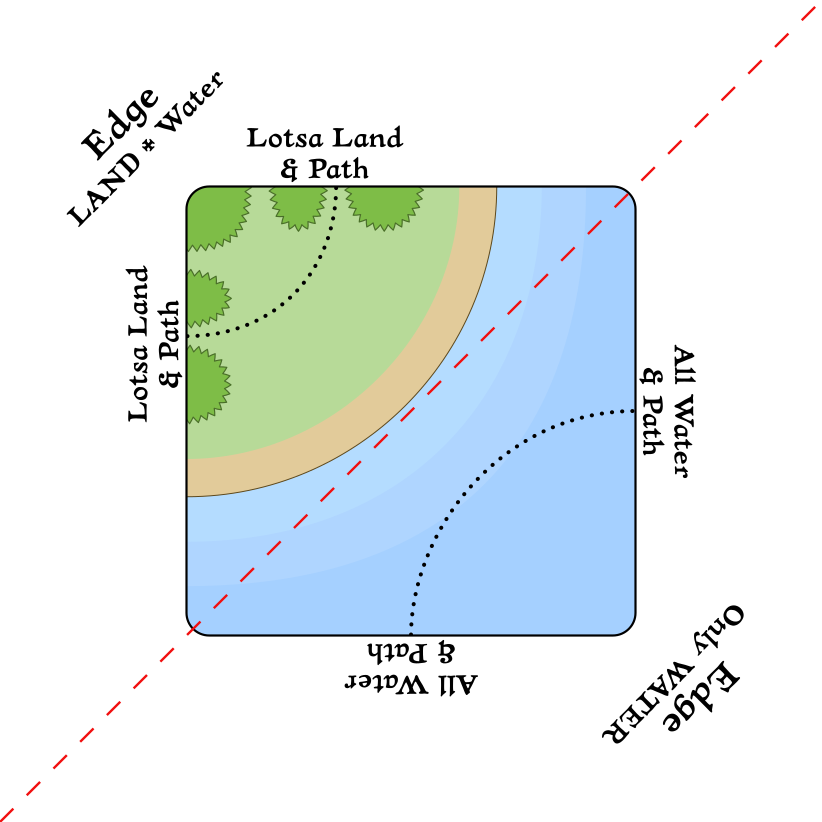 Edge
LAND * Water
Lotsa Land
& Path
Lotsa Land
& Path
All Water
& Path
All Water
& Path
Edge
Only WATER